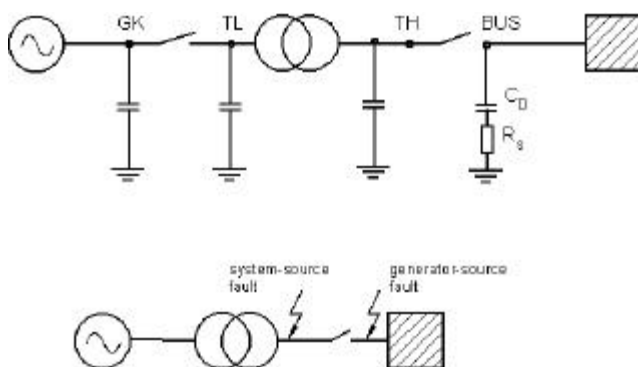 GK TL TH BUS
C_D
R_s
system-source generator-source
fault fault